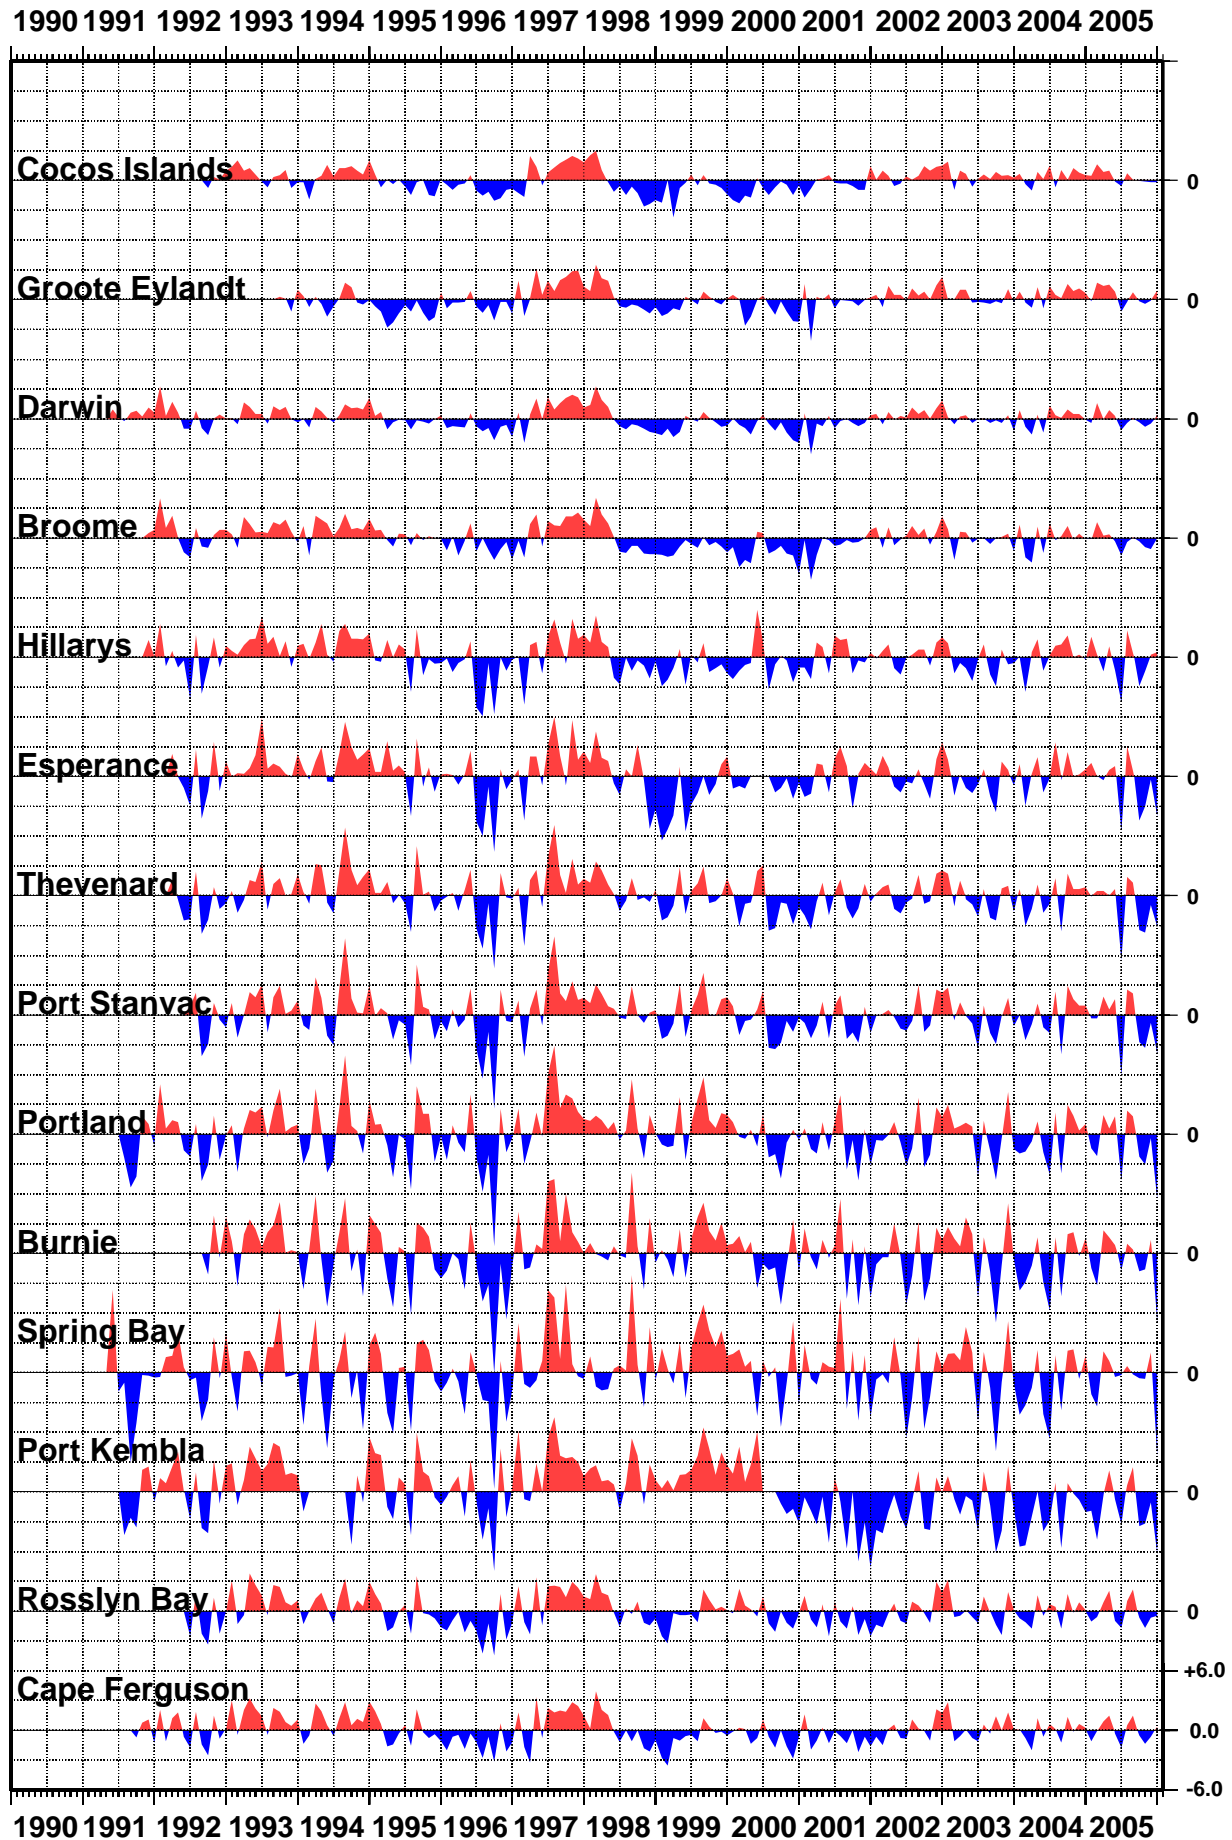 1990 1991 1992 1993 1994 1995 1996 1997 1998 1999 2000 2001 2002 2003 2004 2005
Cocos Islands 0
Groote Eylandt 0
Darwin 0
Broome 0
Hillarys 0
Esperance 0
Thevenard 0
Port Stanvac 0
Portland 0
Burnie 0
Spring Bay 0
Port Kembla 0
Rosslyn Bay 0
+6.0
Cape Ferguson
0.0
-6.0
1990 1991 1992 1993 1994 1995 1996 1997 1998 1999 2000 2001 2002 2003 2004 2005